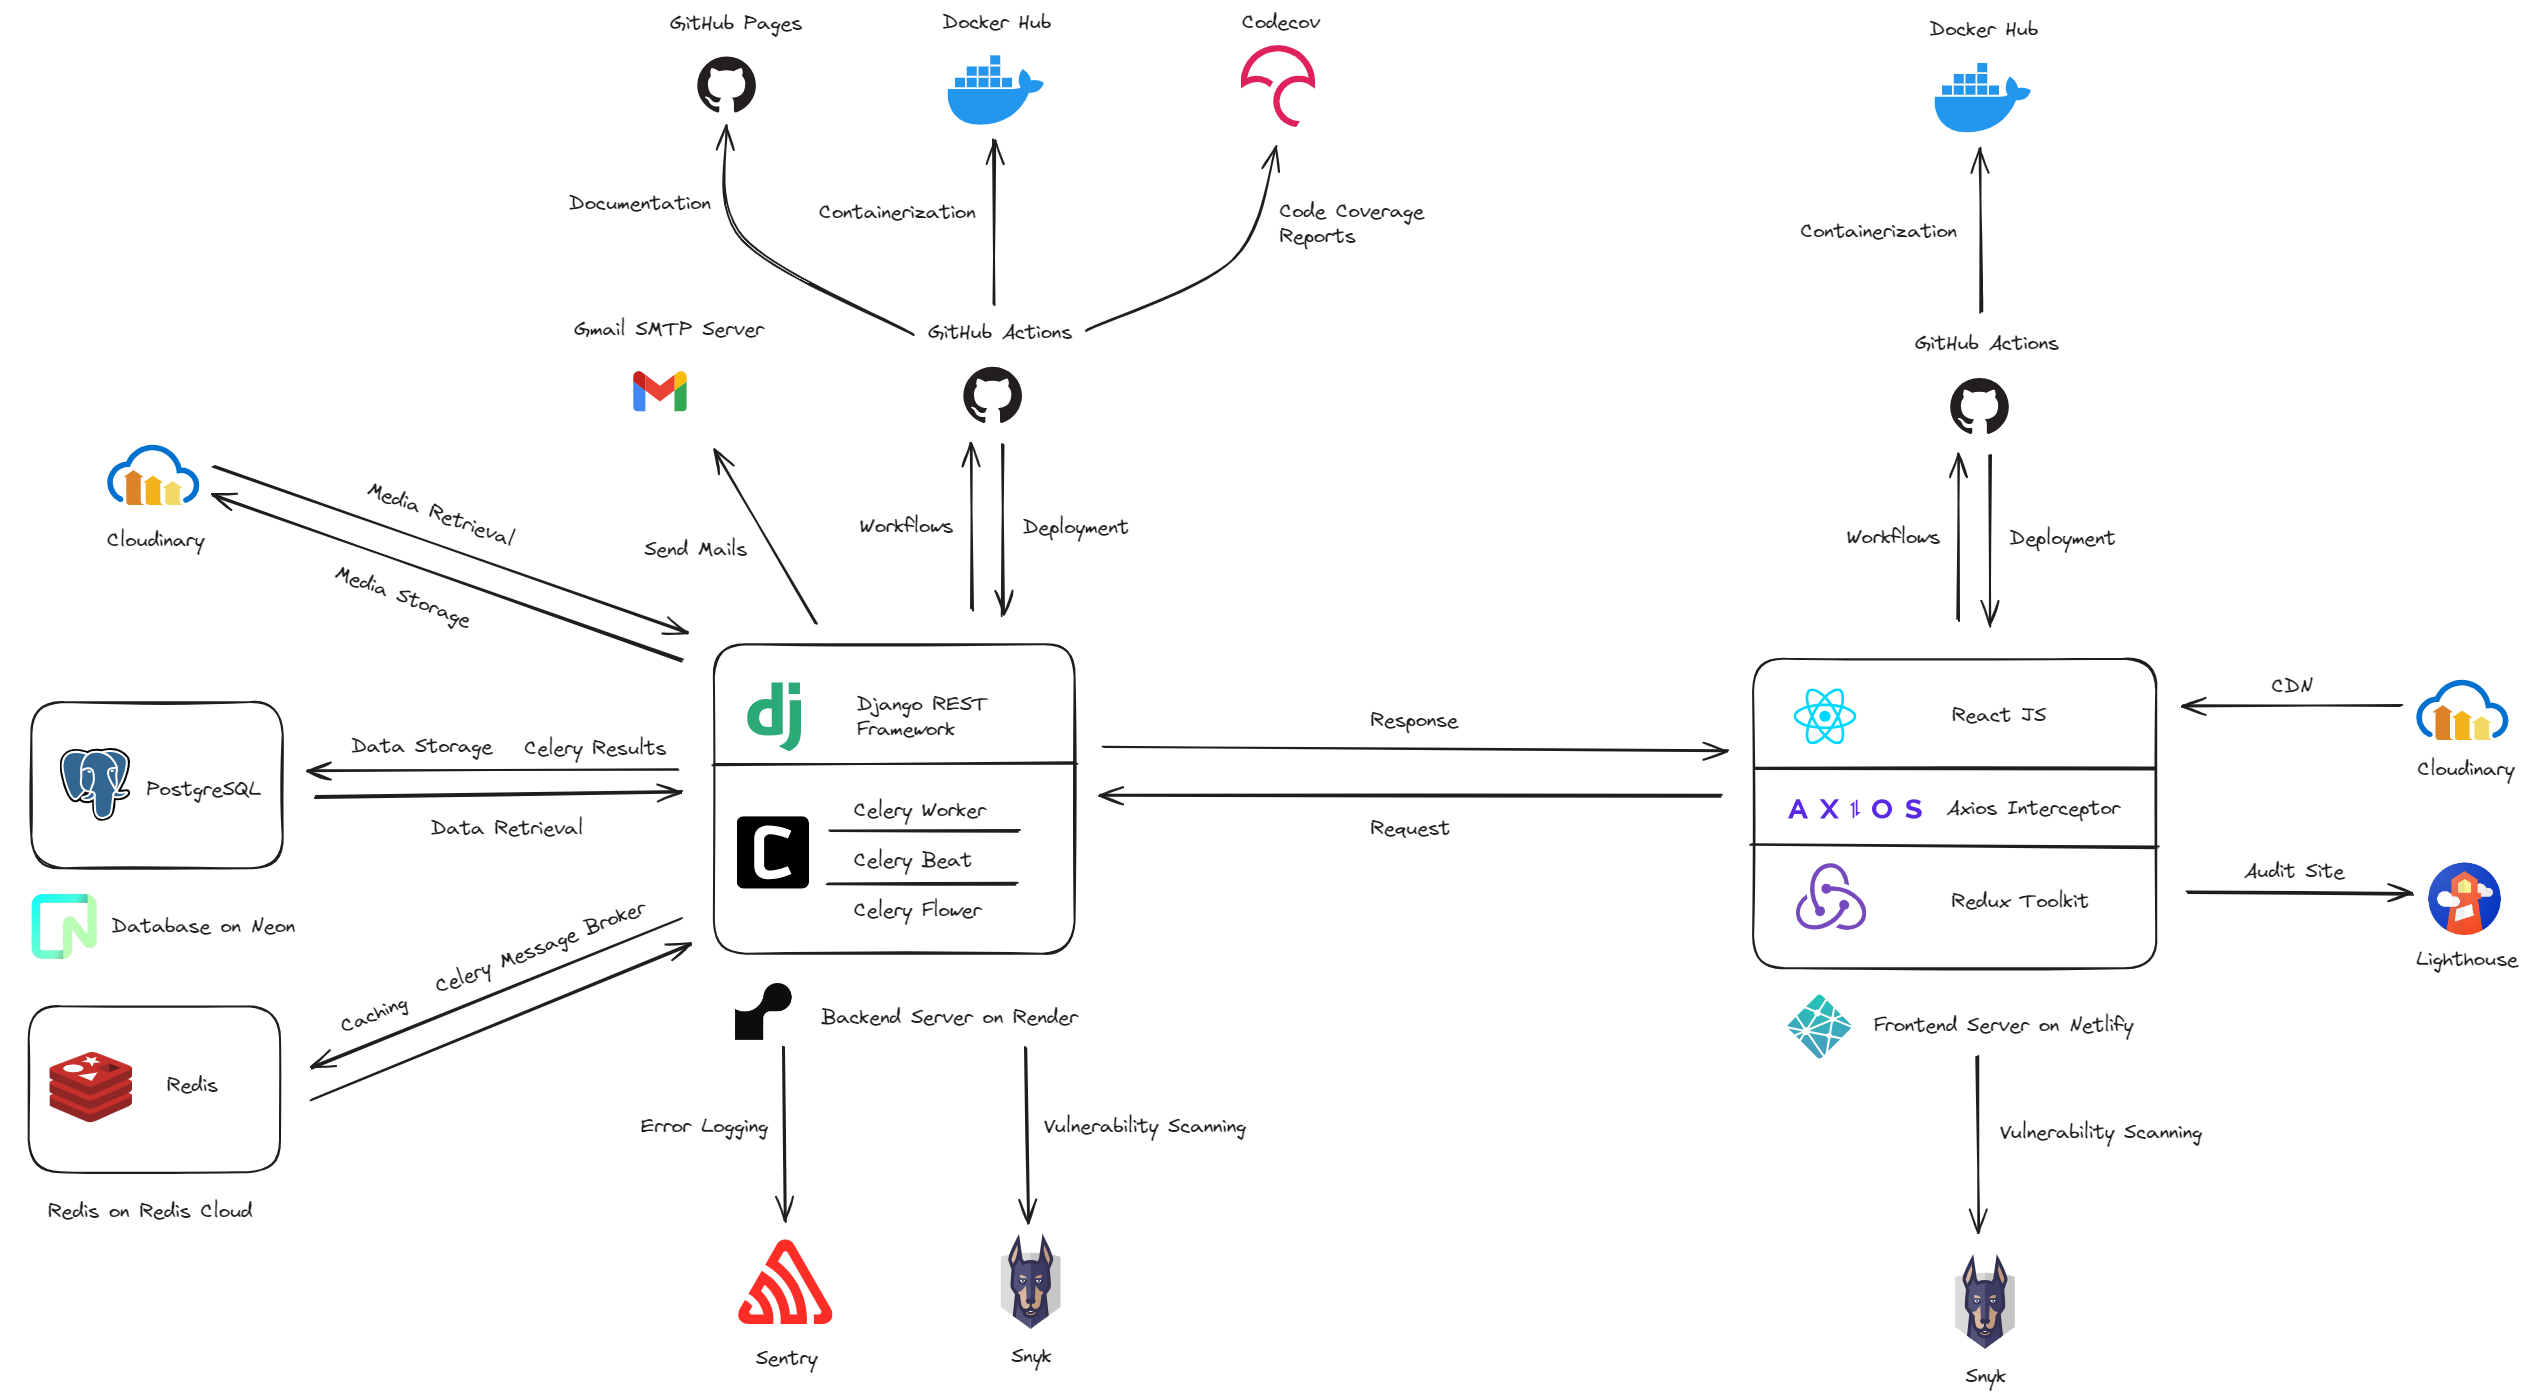 GitHub Pages
Docker Hub
Codecov
Docker Hub
Documentation
Containerization
Code Coverage
Reports
Containerization
Gmail SMTP Server
GitHub Actions
GitHub Actions
Cloudinary
Media Retrieval
Media Storage
Send Mails
Workflows
Deployment
Workflows
Deployment
PostgreSQL
Database on Neon
Data Storage
Celery Results
Data Retrieval
dj
Django REST
Framework
C
Celery Worker
Celery Beat
Celery Flower
Response
Request
React JS
AXIOS
Axios Interceptor
Redux Toolkit
CDN
Cloudinary
Audit Site
Lighthouse
Caching
Celery Message Broker
Redis
Redis on Redis Cloud
Backend Server on Render
Frontend Server on Netlify
Error Logging
Vulnerability Scanning
Vulnerability Scanning
Sentry
Snyk
Snyk